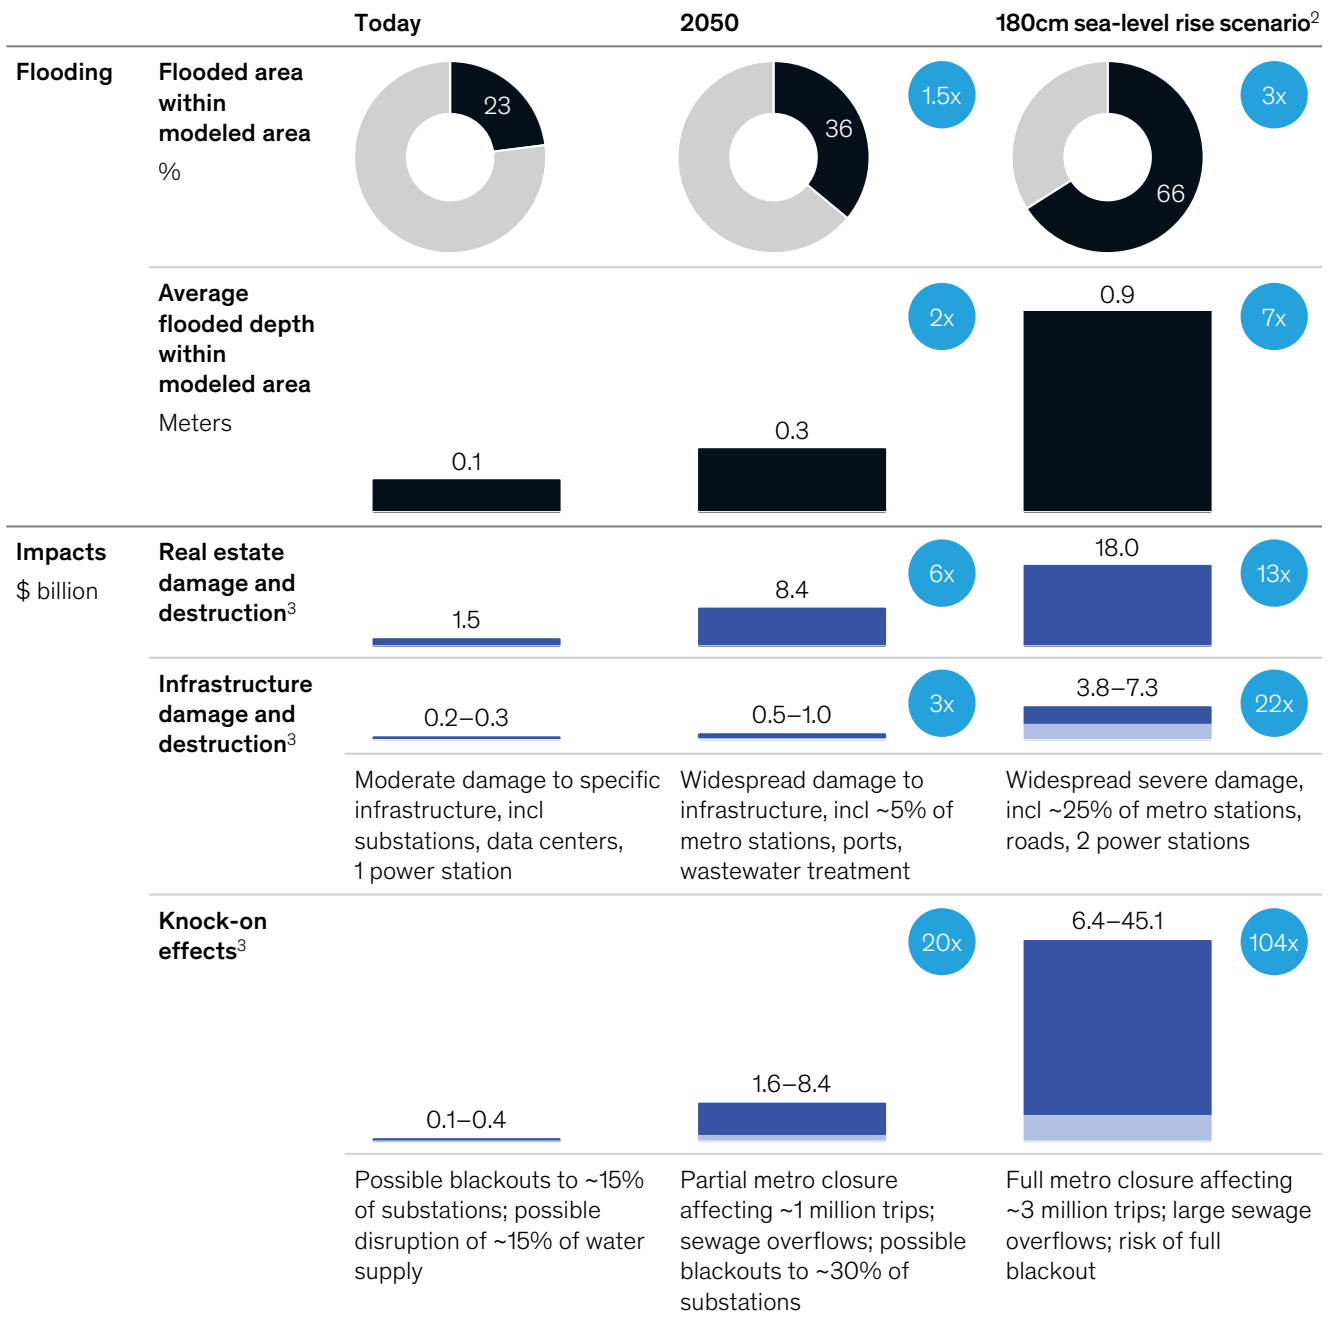 Today
2050
180cm sea-level rise scenario2
Flooding
Flooded area
within
modeled area
%
23
36
1.5x
66
3x
Average
flooded depth
within
modeled area
Meters
0.1
0.3
2x
0.9
7x
Impacts
$ billion
Real estate
damage and
destruction3
1.5
8.4
6x
18.0
13x
Infrastructure
damage and
destruction3
0.2–0.3
0.5–1.0
3x
3.8–7.3
22x
Moderate damage to specific
infrastructure, incl
substations, data centers,
1 power station
Widespread damage to
infrastructure, incl ~5% of
metro stations, ports,
wastewater treatment
Widespread severe damage,
incl ~25% of metro stations,
roads, 2 power stations
Knock-on
effects3
0.1–0.4
1.6–8.4
20x
6.4–45.1
104x
Possible blackouts to ~15%
of substations; possible
disruption of ~15% of water
supply
Partial metro closure
affecting ~1 million trips;
sewage overflows; possible
blackouts to ~30% of
substations
Full metro closure affecting
~3 million trips; large sewage
overflows; risk of full
blackout